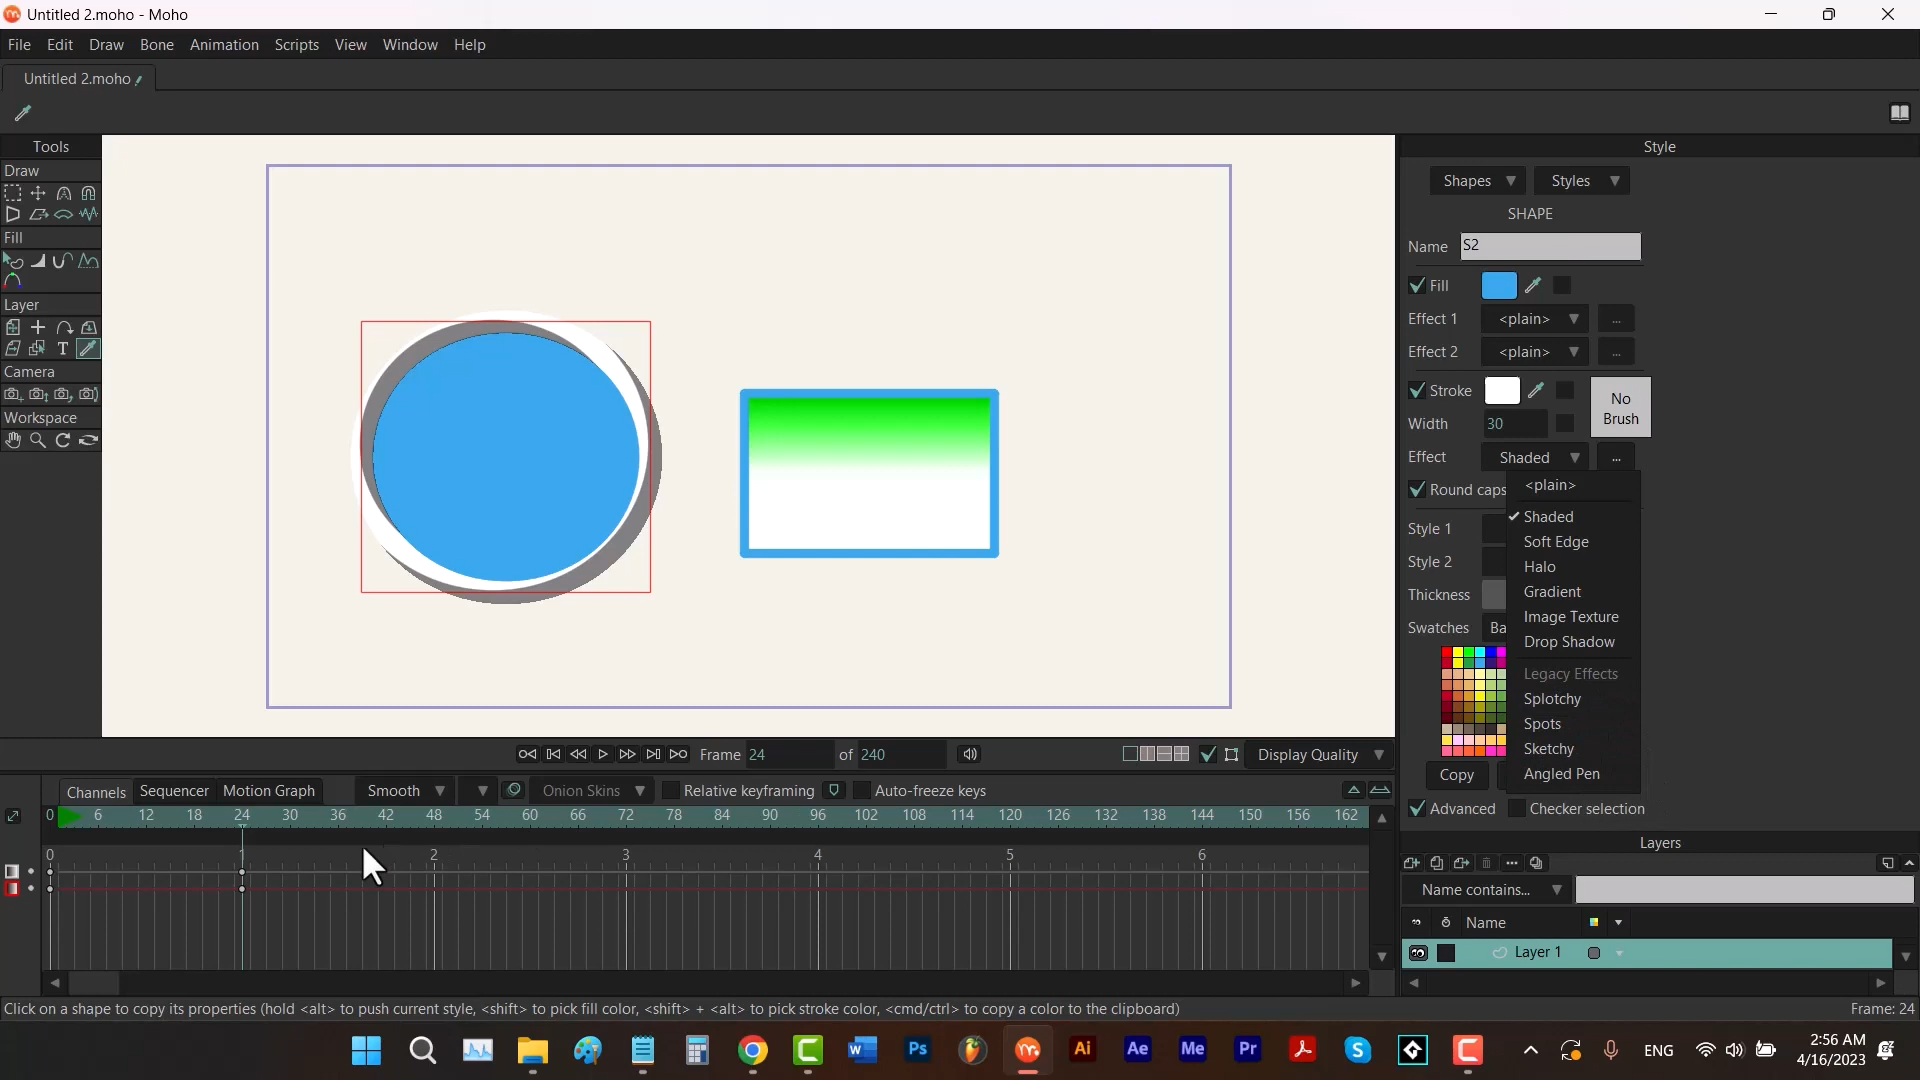 Untitled 2.moho - Moho
File Edit Draw Bone Animation Scripts View Window Help
Untitled 2.moho
Tools
Style
Draw
Fill
Layer
T
Camera
Workspace
Shapes Styles
SHAPE
Name S2
Fill
Effect 1 <plain> ...
Effect 2 <plain> ...
Stroke
No
Brush
Width 30
Effect Shaded ...
<plain>
Round caps
Shaded
Style 1
Soft Edge
Style 2
Halo
Thickness
Gradient
Image Texture
Swatches Ba
Drop Shadow
Legacy Effects
Splotchy
Spots
Sketchy
Copy
Angled Pen
Advanced Checker selection
Frame 24 of 240 Display Quality
Channels Sequencer Motion Graph Smooth Onion Skins Relative keyframing Auto-freeze keys
0 6 12 18 24 30 36 42 48 54 60 66 72 78 84 90 96 102 108 114 120 126 132 138 144 150 156 162
0 1 2 3 4 5 6
Layers
Name contains...
Name
Layer 1
Click on a shape to copy its properties (hold <alt> to push current style, <shift> to pick fill color, <shift> + <alt> to pick stroke color, <cmd/ctrl> to copy a color to the clipboard)
Frame: 24
W Ps Ai Ae Me Pr S
ENG
2:56 AM
4/16/2023